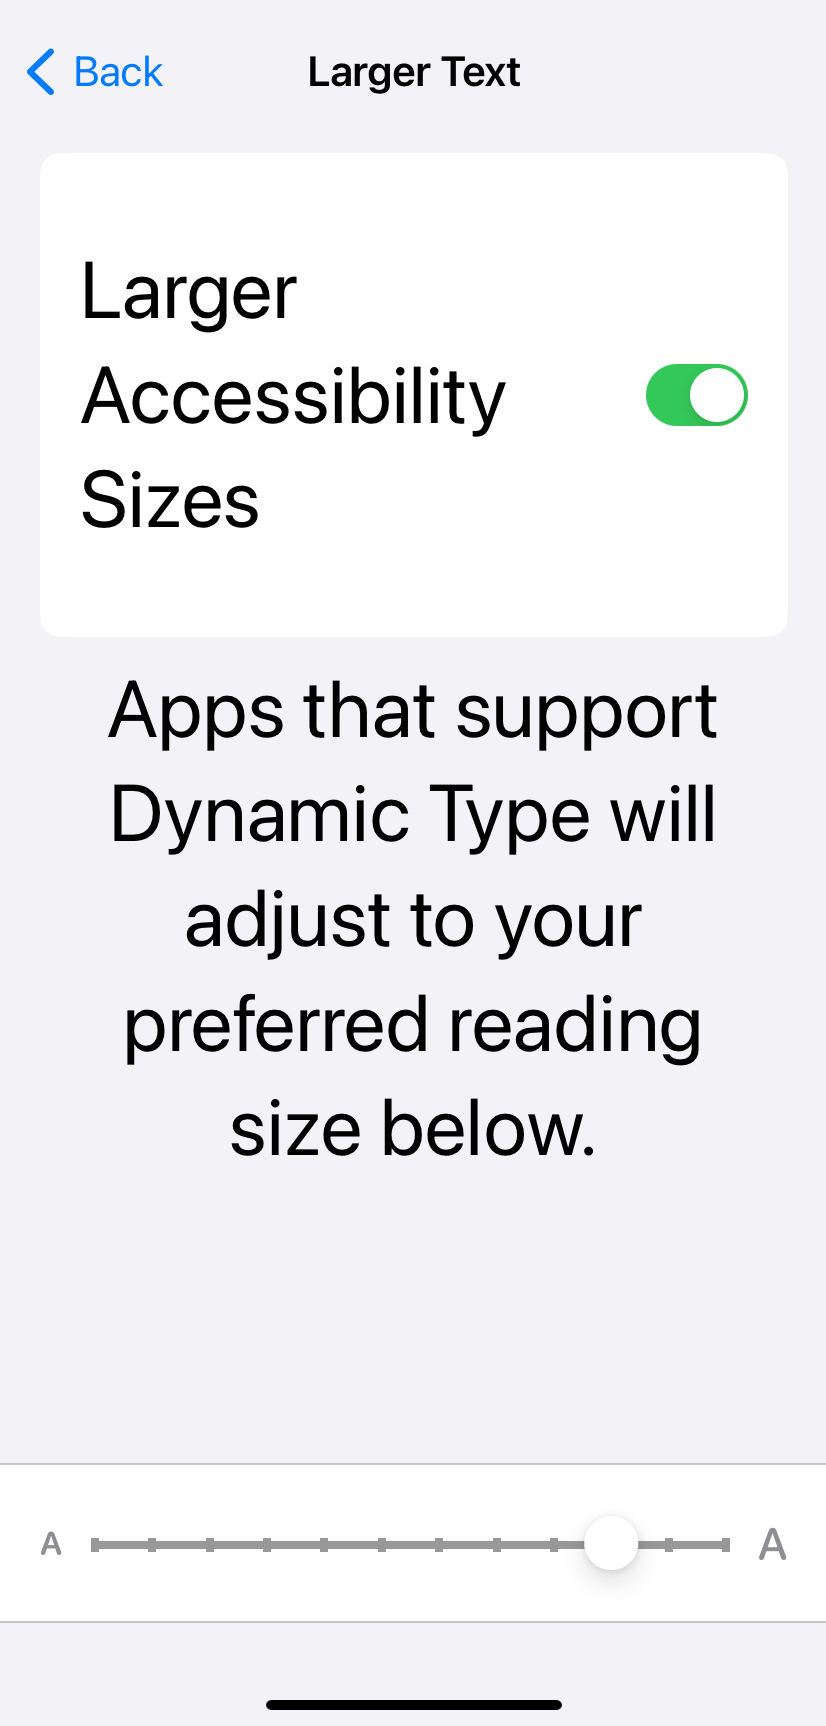 Back
Larger Text
Larger
Accessibility
Sizes
Apps that support
Dynamic Type will
adjust to your
preferred reading
size below.
A A